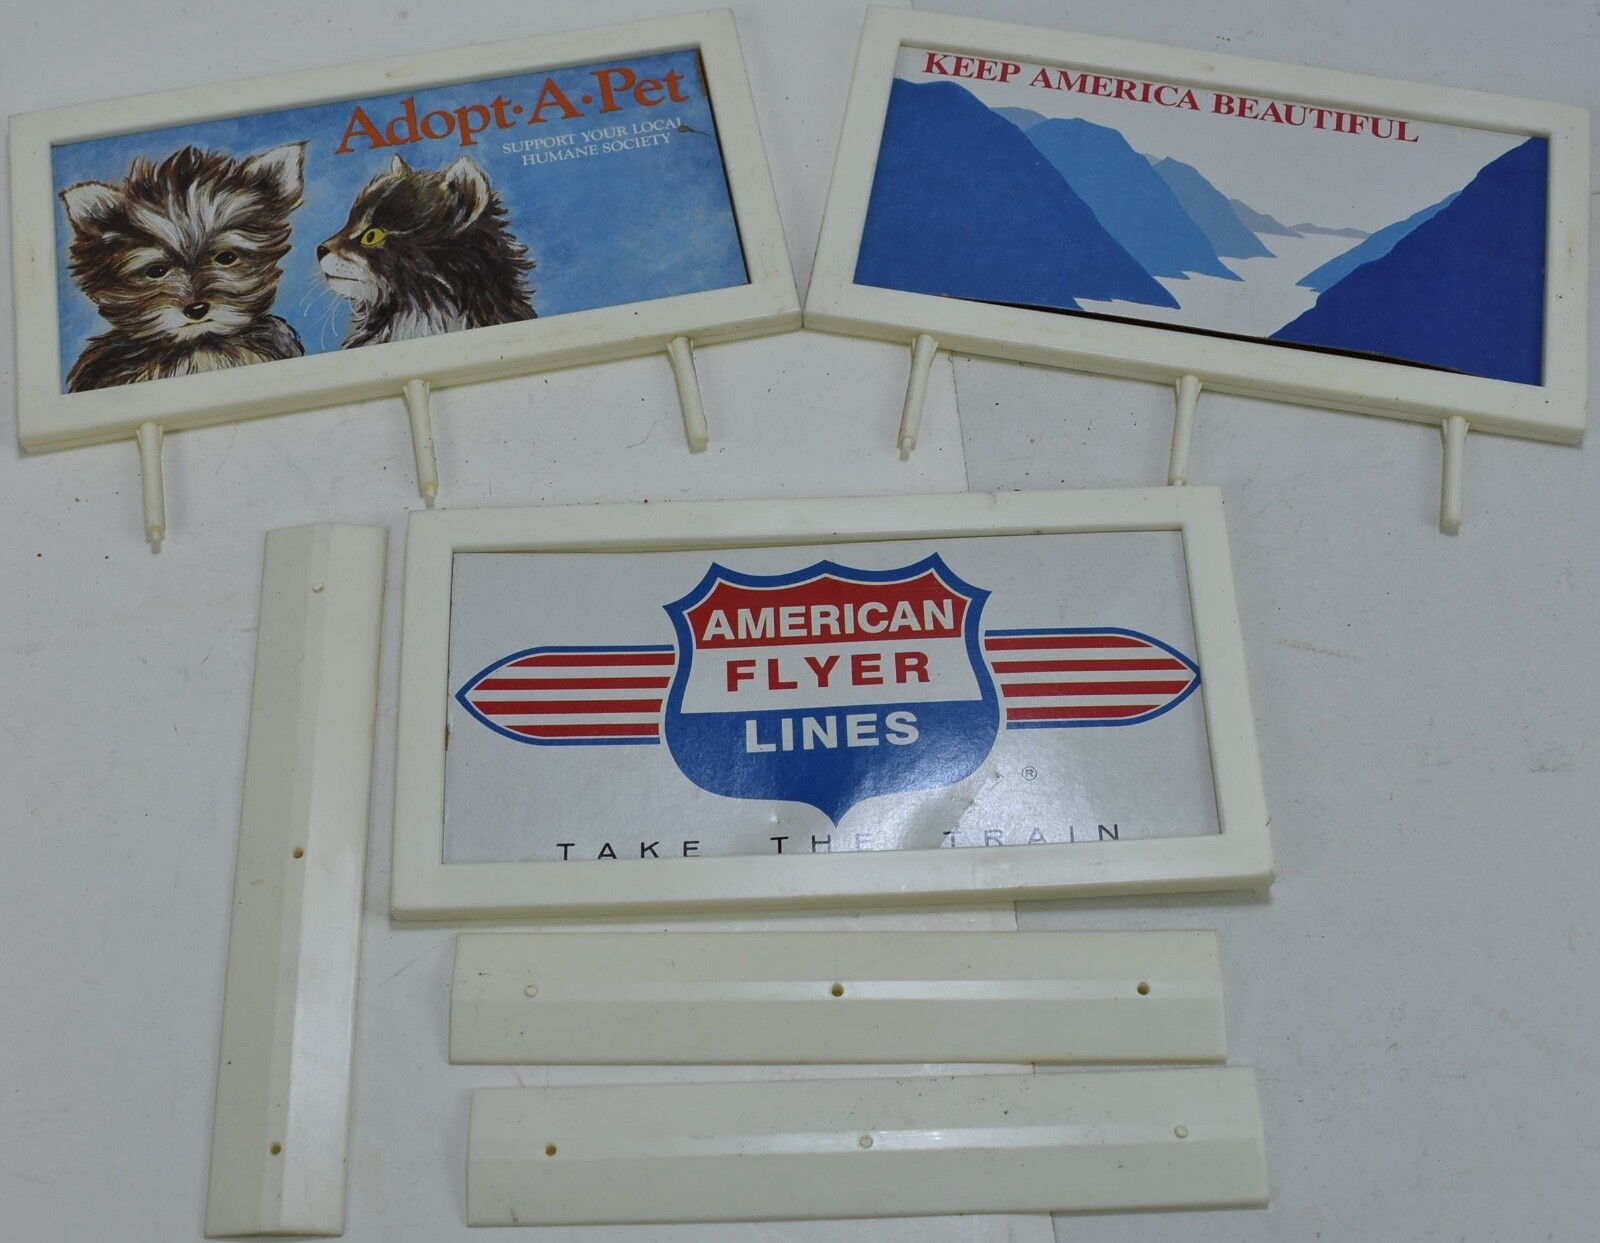 Adopt·A·Pet
SUPPORT YOUR LOCAL
HUMANE SOCIETY
KEEP AMERICA BEAUTIFUL
AMERICAN
FLYER
LINES
®
TAKE THE TRAIN